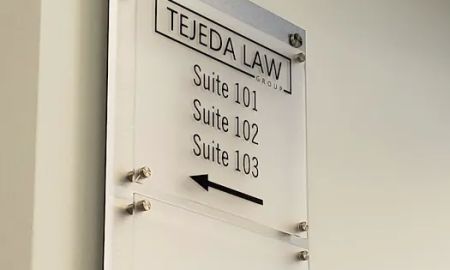 TEJEDA LAW
GROUP
Suite 101
Suite 102
Suite 103